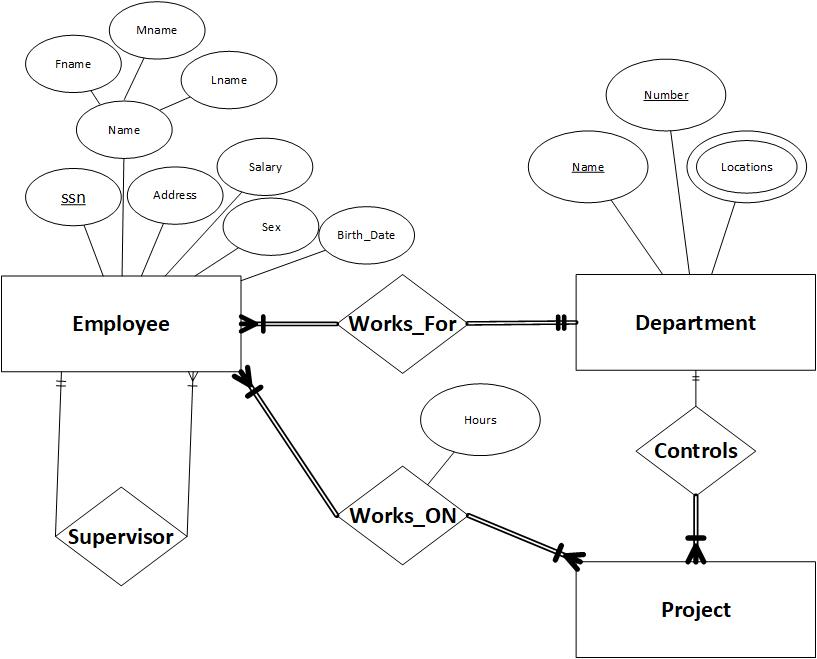 Mname
Fname
Lname
Name
Number
Salary
Name
Locations
ssn
Address
Sex
Birth_Date
Employee
Works_For
Department
Hours
Controls
Works_ON
Supervisor
Project